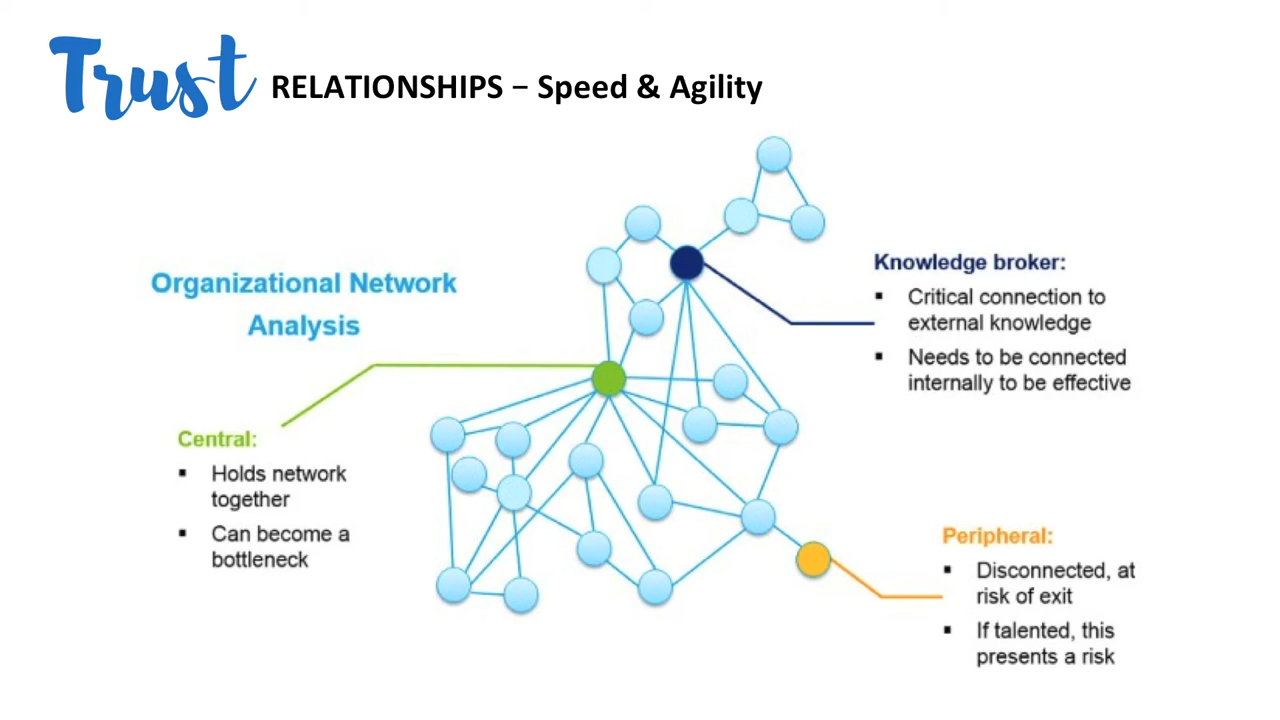 Trust RELATIONSHIPS – Speed & Agility
Organizational Network
Analysis
Knowledge broker:
▪ Critical connection to
external knowledge
▪ Needs to be connected
internally to be effective
Central:
▪ Holds network
together
▪ Can become a
bottleneck
Peripheral:
▪ Disconnected, at
risk of exit
▪ If talented, this
presents a risk